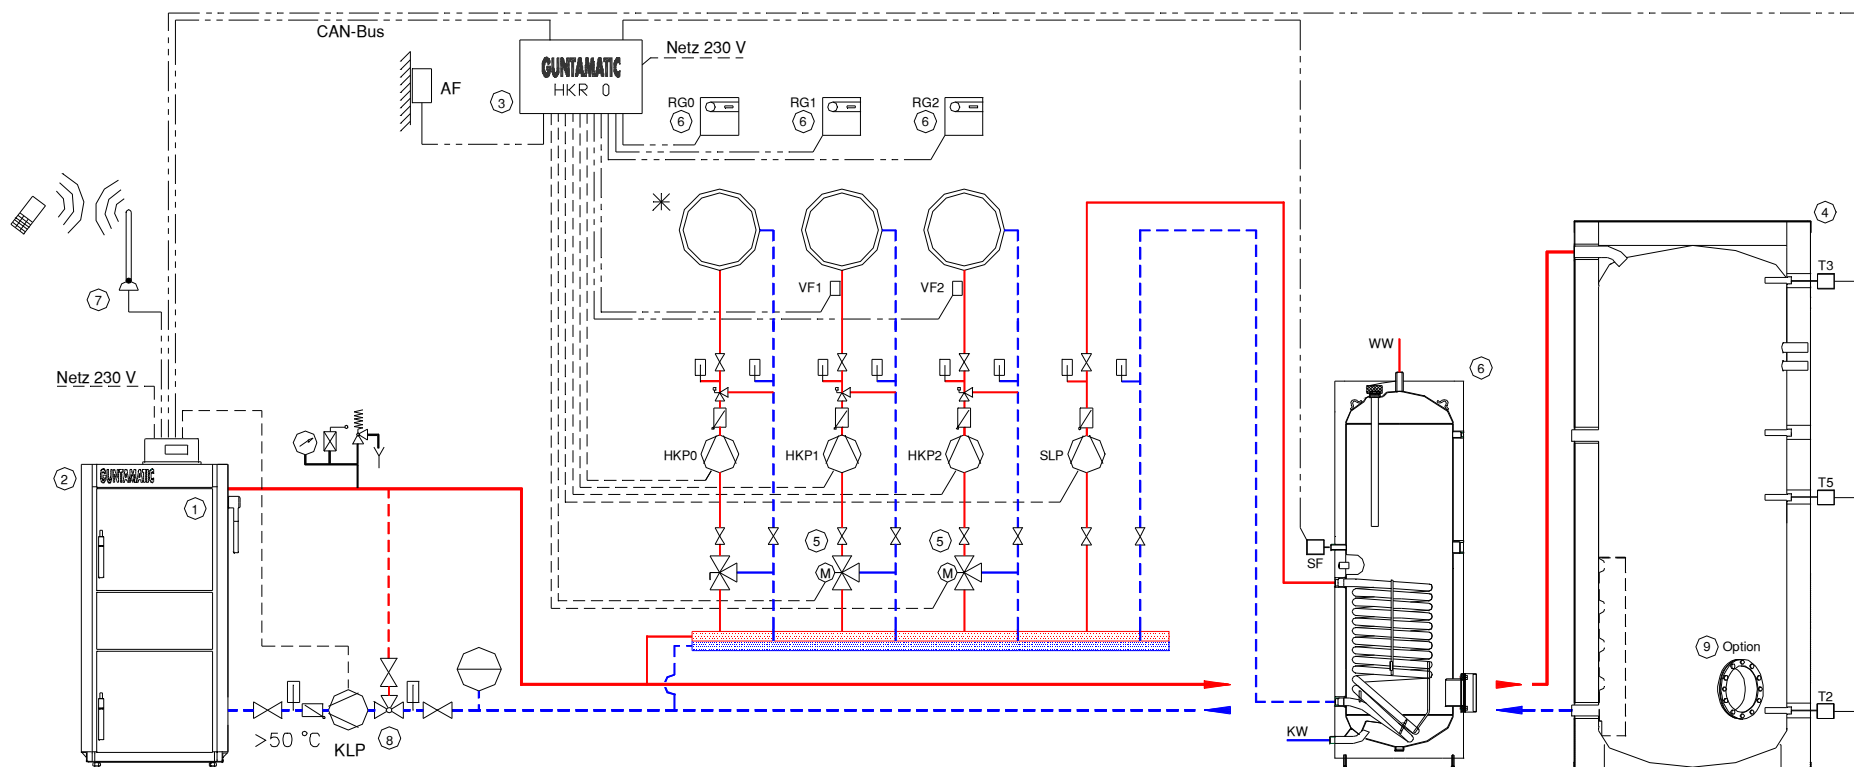 CAN-Bus
GUNTAMATIC
HKR 0
Netz 230 V
AF
3
RG0
6
RG1
6
RG2
6
4
T3
7
VF1
VF2
WW
6
Netz 230 V
HKP0
HKP1
HKP2
SLP
2
GUNTAMATIC
1
T5
5
5
SF
M
M
9 Option
T2
>50 °C
KLP
8
KW